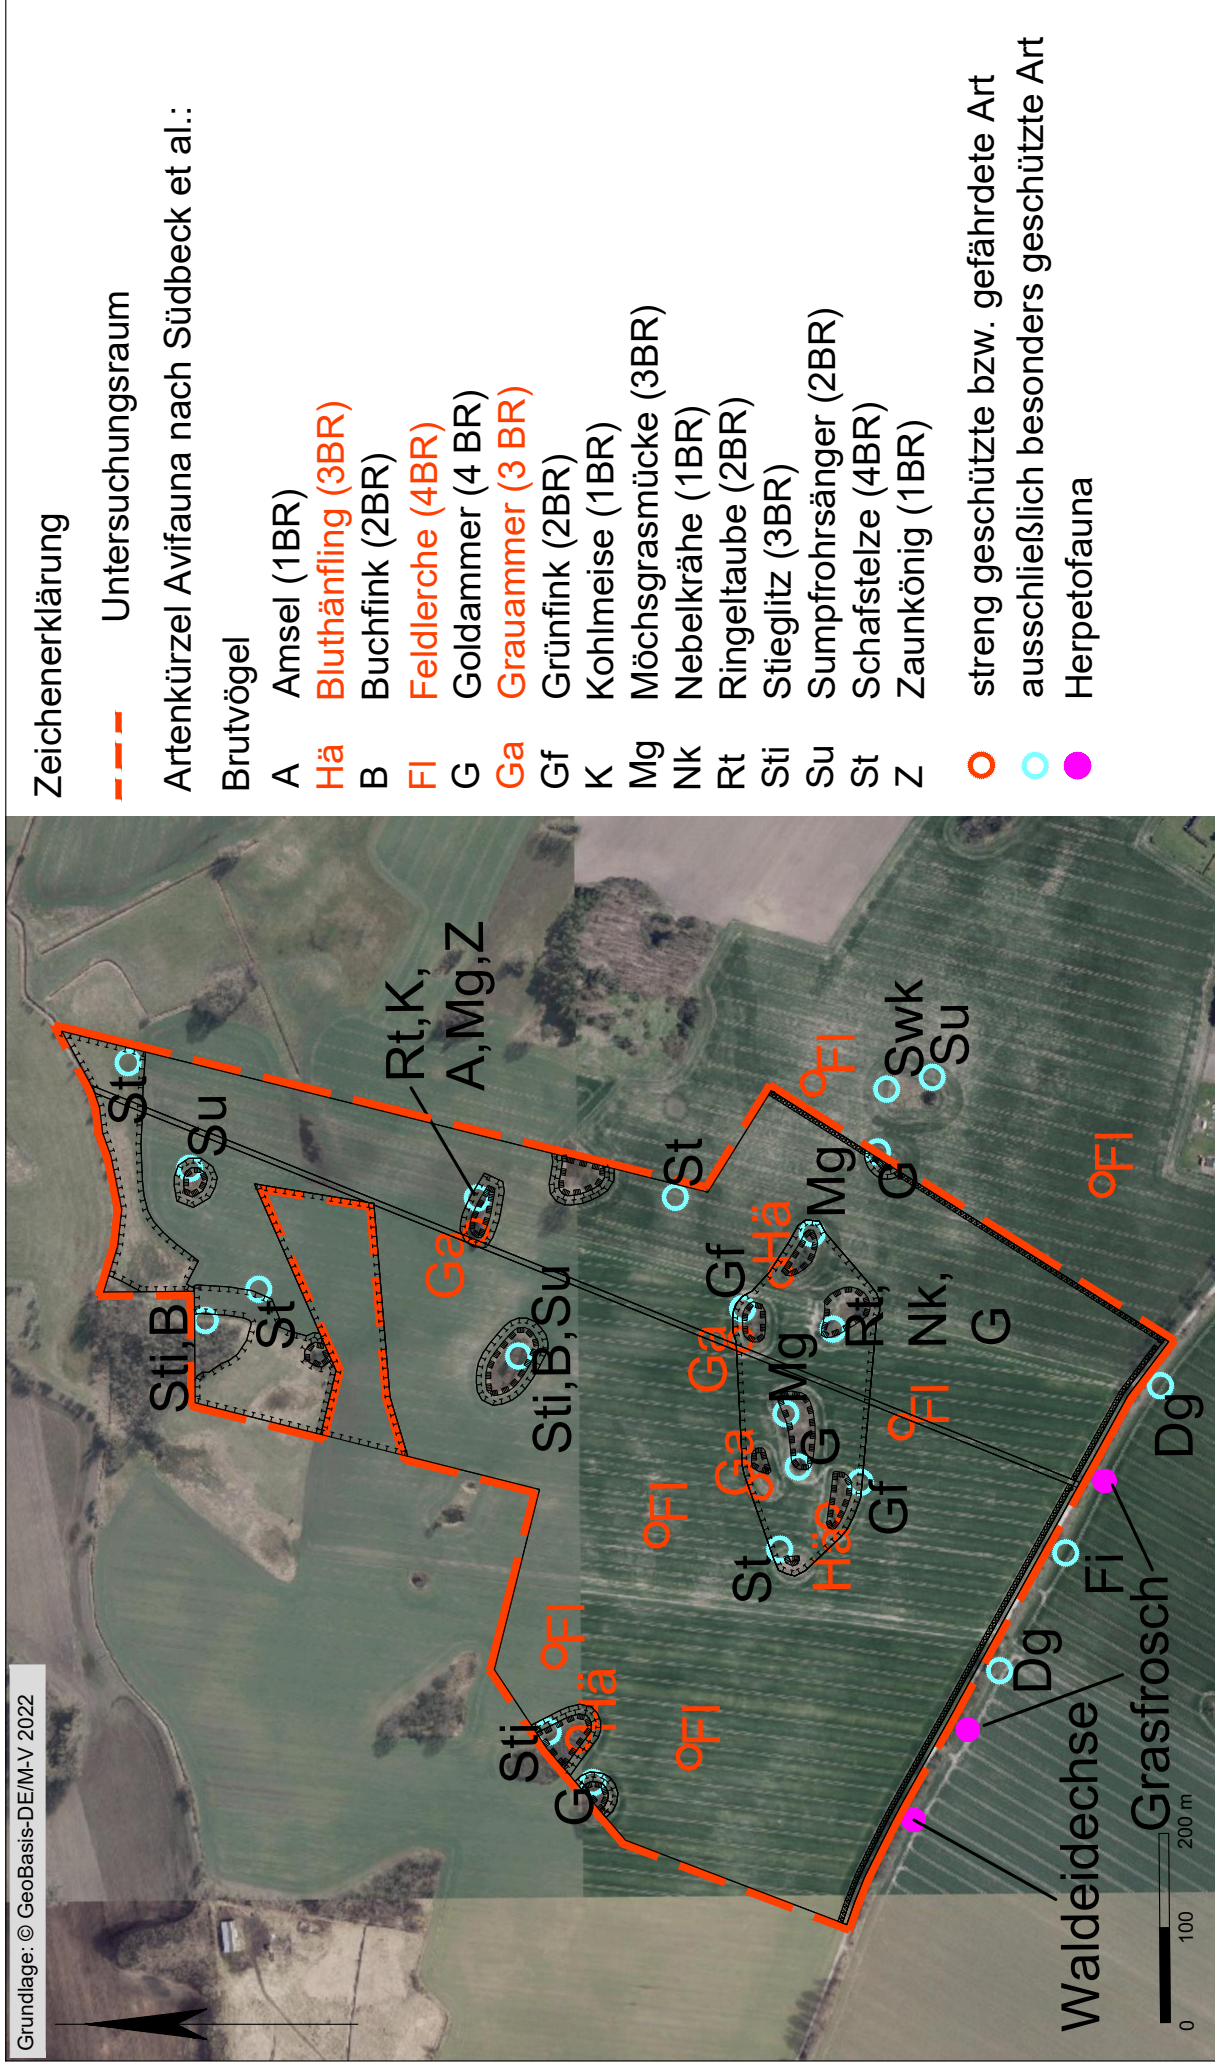 Grundlage: © GeoBasis-DE/M-V 2022
St
Su
Sti,B
St
Rt,K,
A,Mg,Z
Ga
Sti,B,Su
St
Fl
Sti
Hä
G
Fl
Fl
Gf
Hä
Mg
Ga
Mg
Ga
G
Rt,
Nk,
G
St
Hä
Gf
Fl
Fl
G
Swk
Su
Fl
Dg
Fi
Dg
Waldeidechse
Grasfrosch
0 100 200 m
Zeichenerklärung
Untersuchungsraum
Artenkürzel Avifauna nach Südbeck et al.:
Brutvögel
A Amsel (1BR)
Hä Bluthänfling (3BR)
B Buchfink (2BR)
Fl Feldlerche (4BR)
G Goldammer (4 BR)
Ga Grauammer (3 BR)
Gf Grünfink (2BR)
K Kohlmeise (1BR)
Mg Möchsgrasmücke (3BR)
Nk Nebelkrähe (1BR)
Rt Ringeltaube (2BR)
Sti Stieglitz (3BR)
Su Sumpfrohrsänger (2BR)
St Schafstelze (4BR)
Z Zaunkönig (1BR)
streng geschützte bzw. gefährdete Art
ausschließlich besonders geschützte Art
Herpetofauna